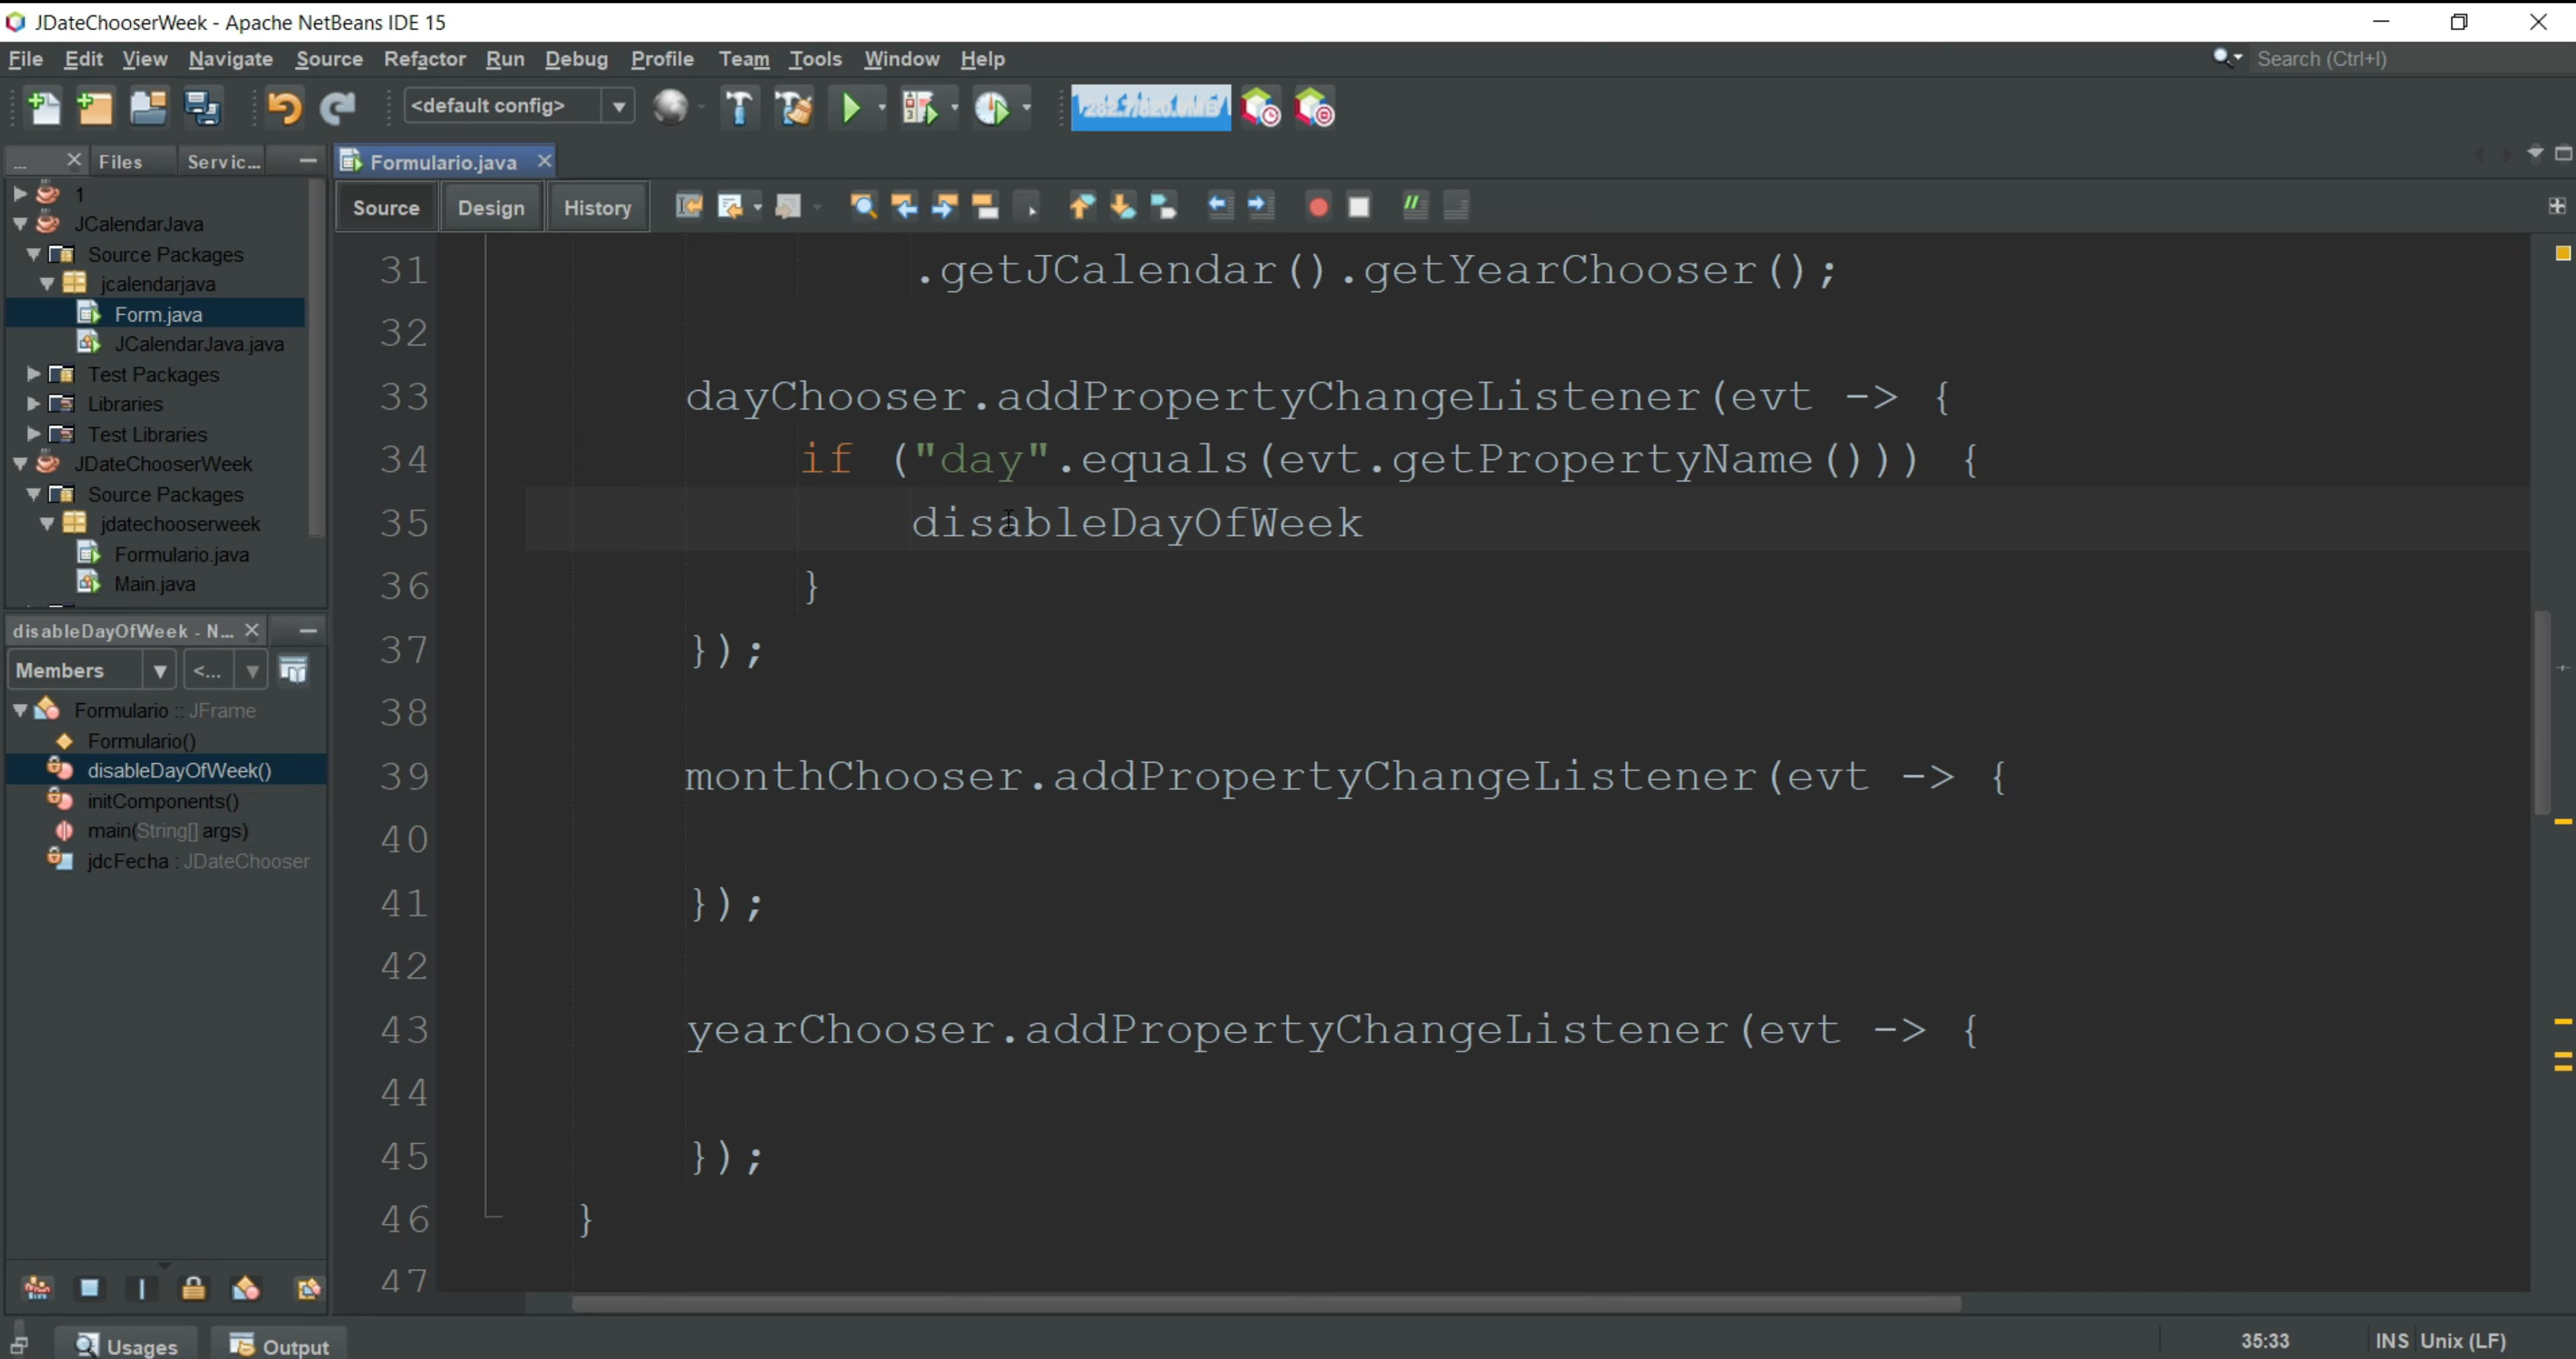 JDateChooserWeek - Apache NetBeans IDE 15
File Edit View Navigate Source Refactor Run Debug Profile Team Tools Window Help
Search (Ctrl+I)
<default config>
282.7/820.0MB
... Files Servic...
Formulario.java
Source Design History
1
JCalendarJava
Source Packages
jcalendarjava
Form.java
JCalendarJava.java
Test Packages
Libraries
Test Libraries
JDateChooserWeek
Source Packages
jdatechooserweek
Formulario.java
Main.java
disableDayOfWeek - N...
Members <...
Formulario :: JFrame
Formulario()
disableDayOfWeek()
initComponents()
main(String[] args)
jdcFecha : JDateChooser
31 .getJCalendar().getYearChooser();
32
33 dayChooser.addPropertyChangeListener(evt -> {
34 if ("day".equals(evt.getPropertyName())) {
35 disableDayOfWeek
36 }
37 });
38
39 monthChooser.addPropertyChangeListener(evt -> {
40
41 });
42
43 yearChooser.addPropertyChangeListener(evt -> {
44
45 });
46 }
47
Usages Output
35:33 INS Unix (LF)